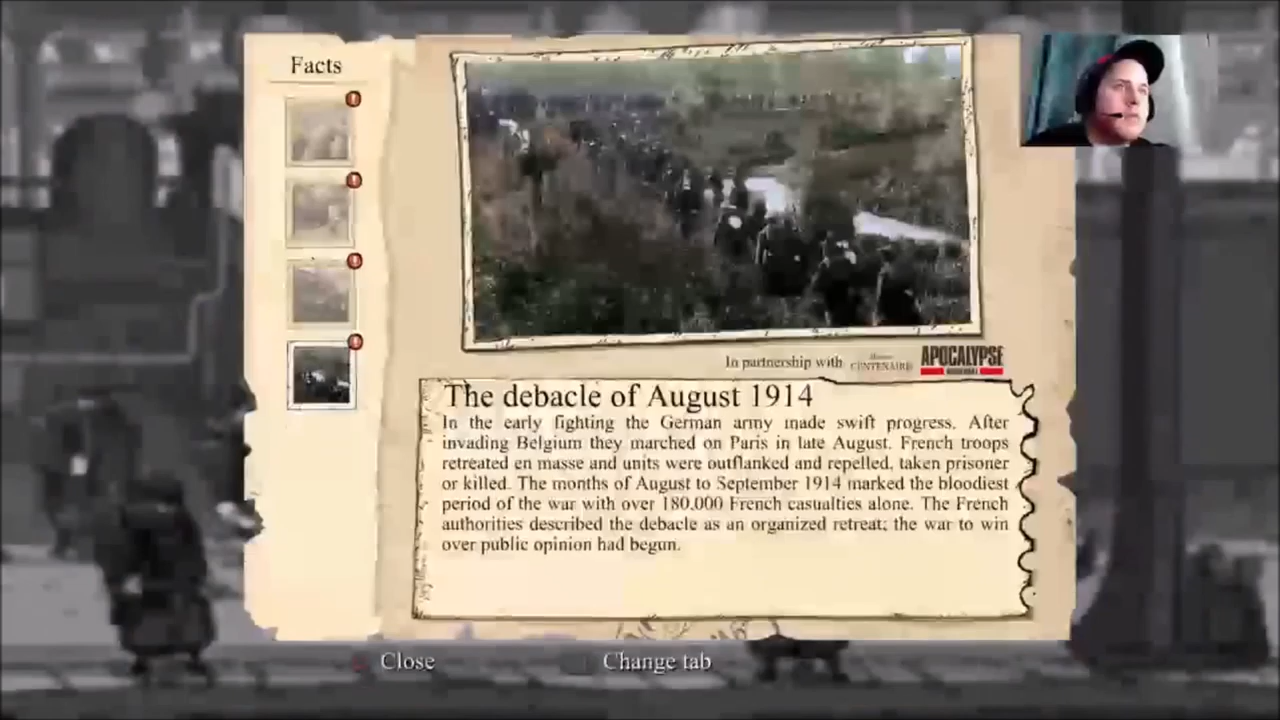 Facts
In partnership with
CENTENAIRE
APOCALYPSE
The debacle of August 1914
In the early fighting the German army made swift progress. After
invading Belgium they marched on Paris in late August. French troops
retreated en masse and units were outflanked and repelled, taken prisoner
or killed. The months of August to September 1914 marked the bloodiest
period of the war with over 180.000 French casualties alone. The French
authorities described the debacle as an organized retreat; the war to win
over public opinion had begun.
Close
Change tab